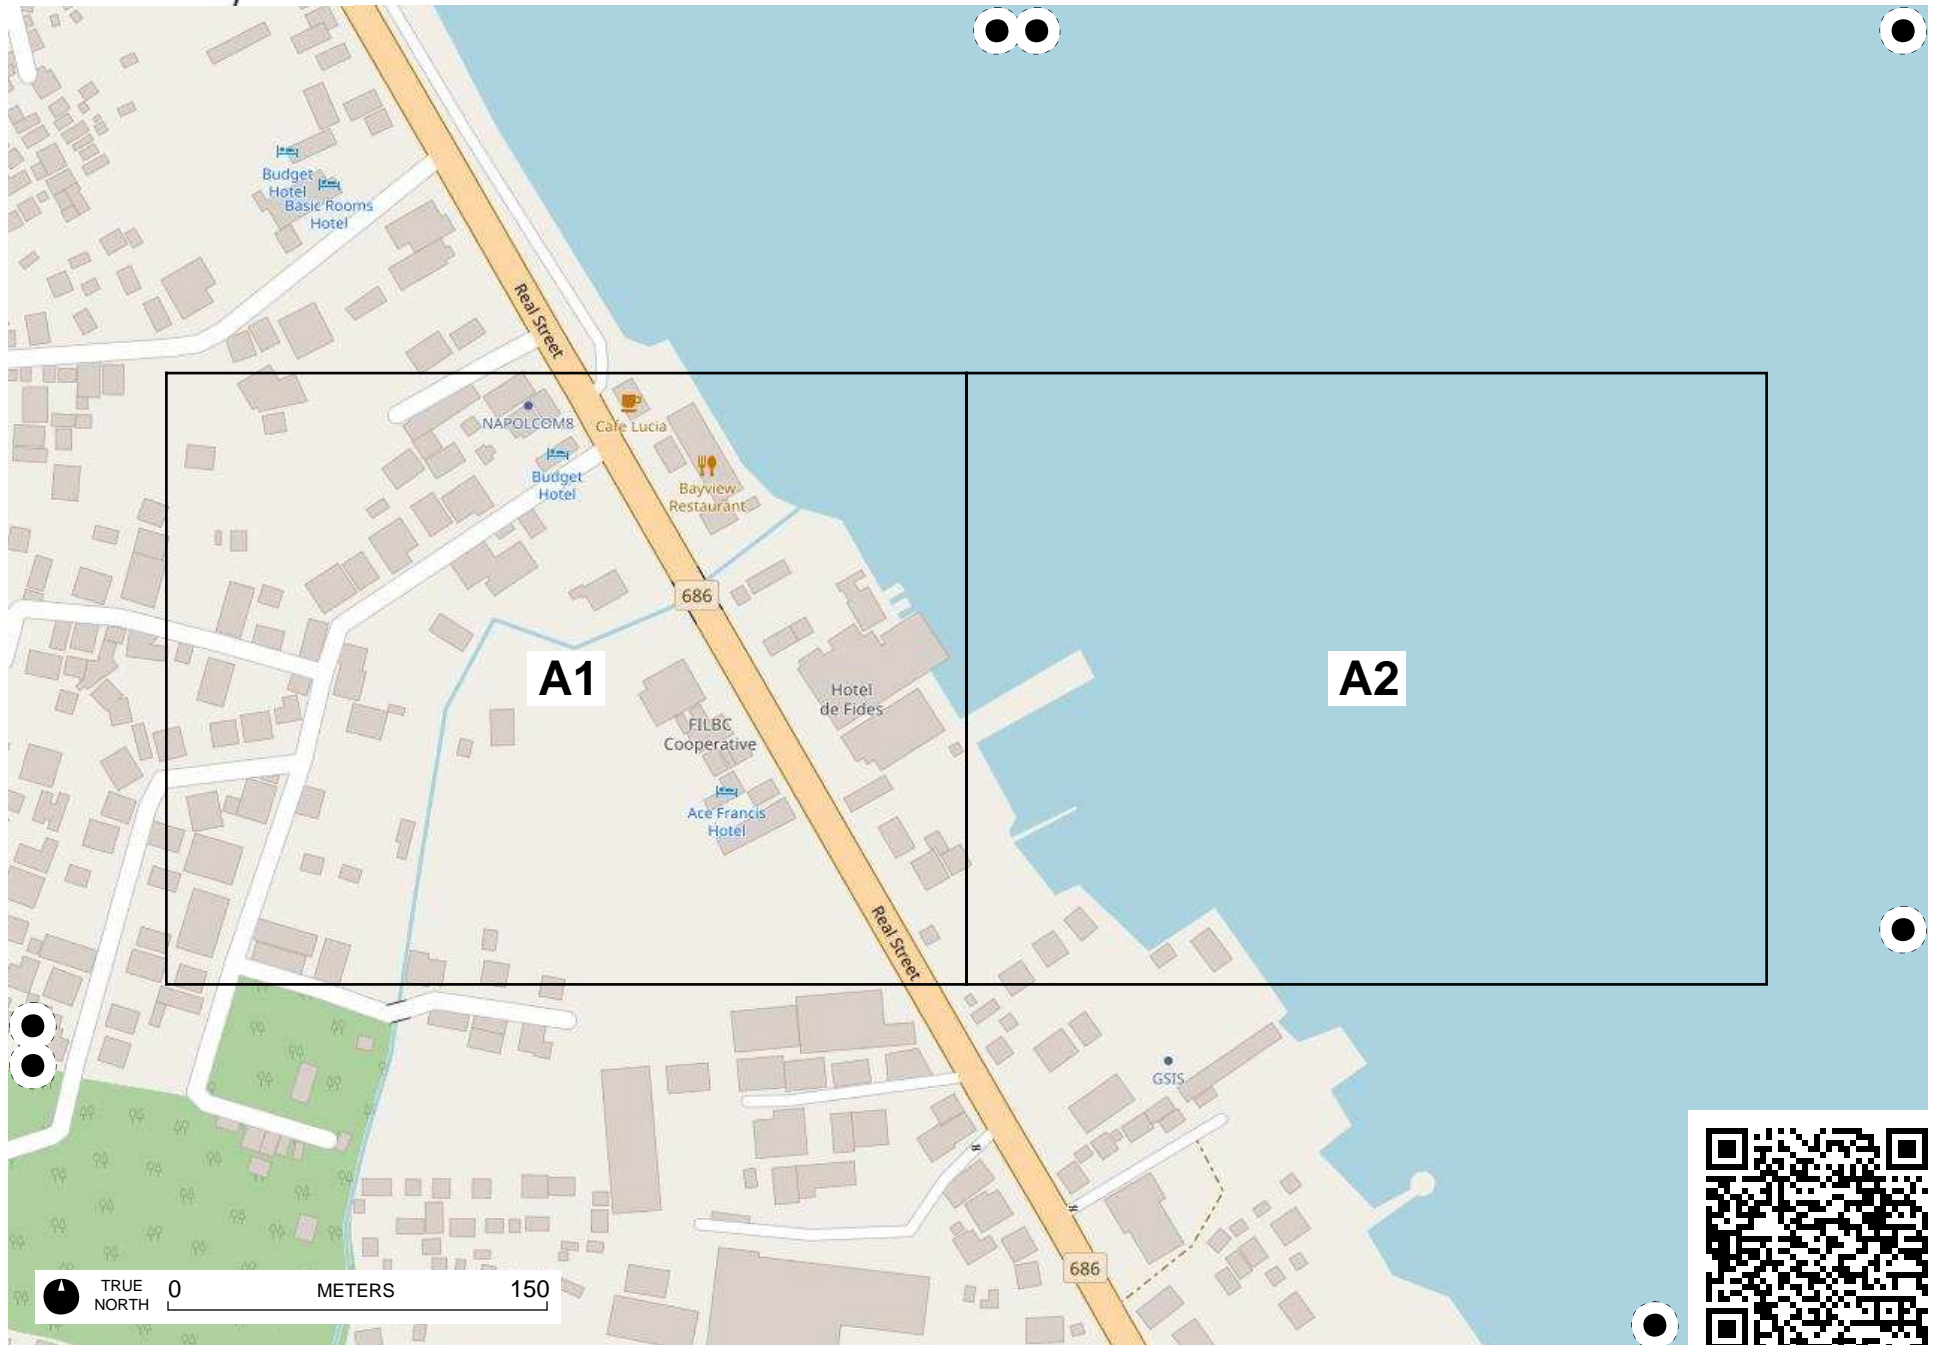 Budget
Hotel
Basic Rooms
Hotel
Real Street
NAPOLCOM8
Cafe Lucia
Budget
Hotel
Bayview
Restaurant
686
A1
A2
Hotel
de Fides
FILBC
Cooperative
Ace Francis
Hotel
Real Street
GSIS
686
TRUE
NORTH
0 METERS 150